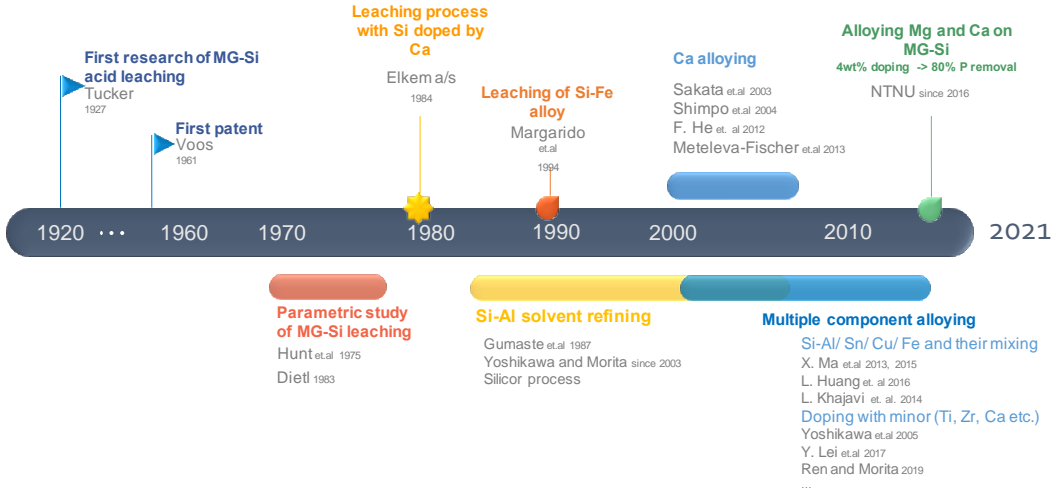 First research of MG-Si
acid leaching
Tucker
1927
First patent
Voos
1961
Leaching process
with Si doped by
Ca
Elkem a/s
1984
Leaching of Si-Fe
alloy
Margarido
et.al
1994
Ca alloying
Sakata et.al 2003
Shimpo et.al 2004
F. He et. al 2012
Meteleva-Fischer et.al 2013
Alloying Mg and Ca on
MG-Si
4wt% doping -> 80% P removal
NTNU since 2016
1920 ··· 1960 1970 1980 1990 2000 2010 2021
Parametric study
of MG-Si leaching
Hunt et.al 1975
Dietl 1983
Si-Al solvent refining
Gumaste et.al 1987
Yoshikawa and Morita since 2003
Silicor process
Multiple component alloying
Si-Al/ Sn/ Cu/ Fe and their mixing
X. Ma et.al 2013, 2015
L. Huang et. al 2016
L. Khajavi et. al. 2014
Doping with minor (Ti, Zr, Ca etc.)
Yoshikawa et.al 2005
Y. Lei et.al 2017
Ren and Morita 2019
...